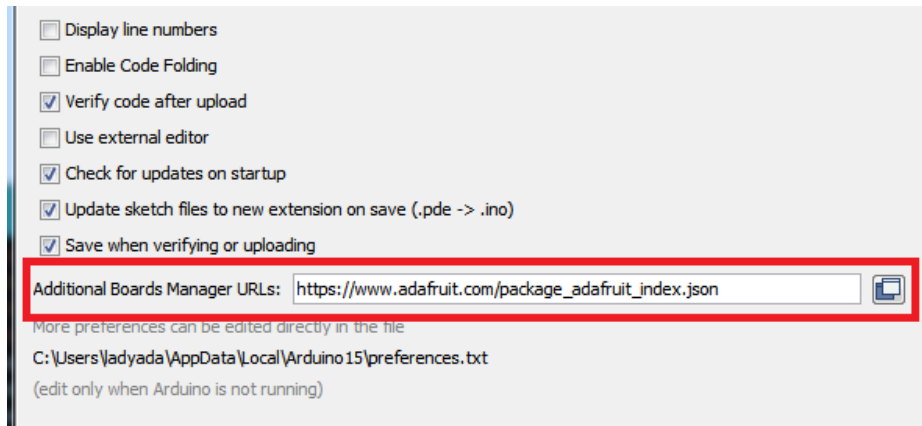 Display line numbers
Enable Code Folding
Verify code after upload
Use external editor
Check for updates on startup
Update sketch files to new extension on save (.pde -> .ino)
Save when verifying or uploading
Additional Boards Manager URLs: https://www.adafruit.com/package_adafruit_index.json
More preferences can be edited directly in the file
C:\Users\ladyada\AppData\Local\Arduino15\preferences.txt
(edit only when Arduino is not running)